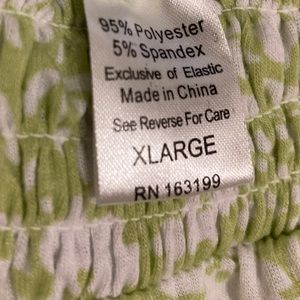 95% Polyester
5% Spandex
Exclusive of Elastic
Made in China
See Reverse For Care
XLARGE
RN 163199